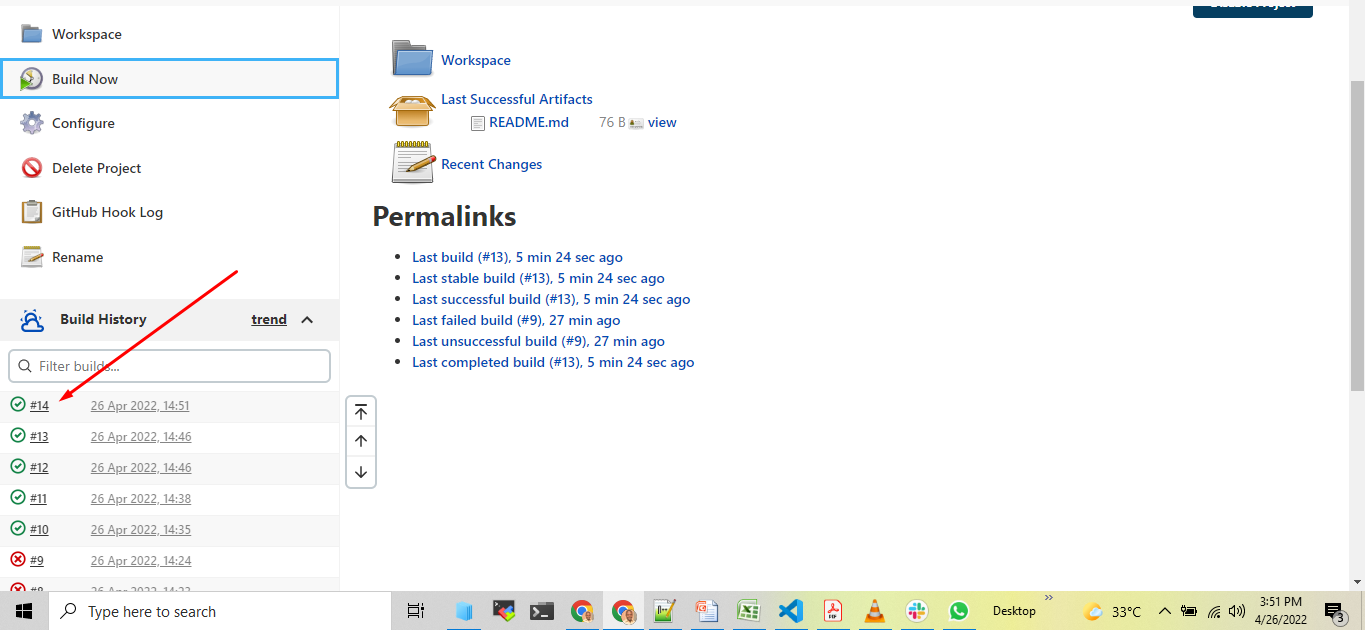 Workspace
Build Now
Configure
Delete Project
GitHub Hook Log
Rename
Build History trend
Filter builds...
#14 26 Apr 2022, 14:51
#13 26 Apr 2022, 14:46
#12 26 Apr 2022, 14:46
#11 26 Apr 2022, 14:38
#10 26 Apr 2022, 14:35
#9 26 Apr 2022, 14:24
Workspace
Last Successful Artifacts
README.md 76 B view
Recent Changes
Permalinks
Last build (#13), 5 min 24 sec ago
Last stable build (#13), 5 min 24 sec ago
Last successful build (#13), 5 min 24 sec ago
Last failed build (#9), 27 min ago
Last unsuccessful build (#9), 27 min ago
Last completed build (#13), 5 min 24 sec ago
Type here to search
Desktop
33°C
3:51 PM
4/26/2022
3